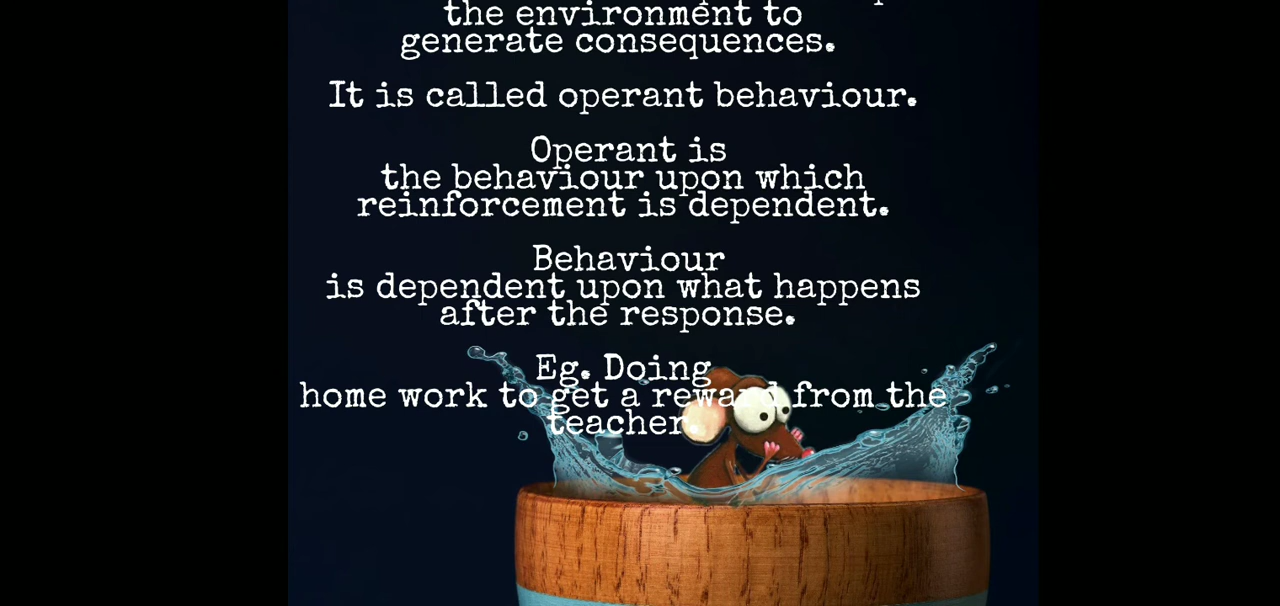 the environment to
generate consequences.
It is called operant behaviour.
Operant is
the behaviour upon which
reinforcement is dependent.
Behaviour
is dependent upon what happens
after the response.
Eg. Doing
home work to get a reward from the
teacher.